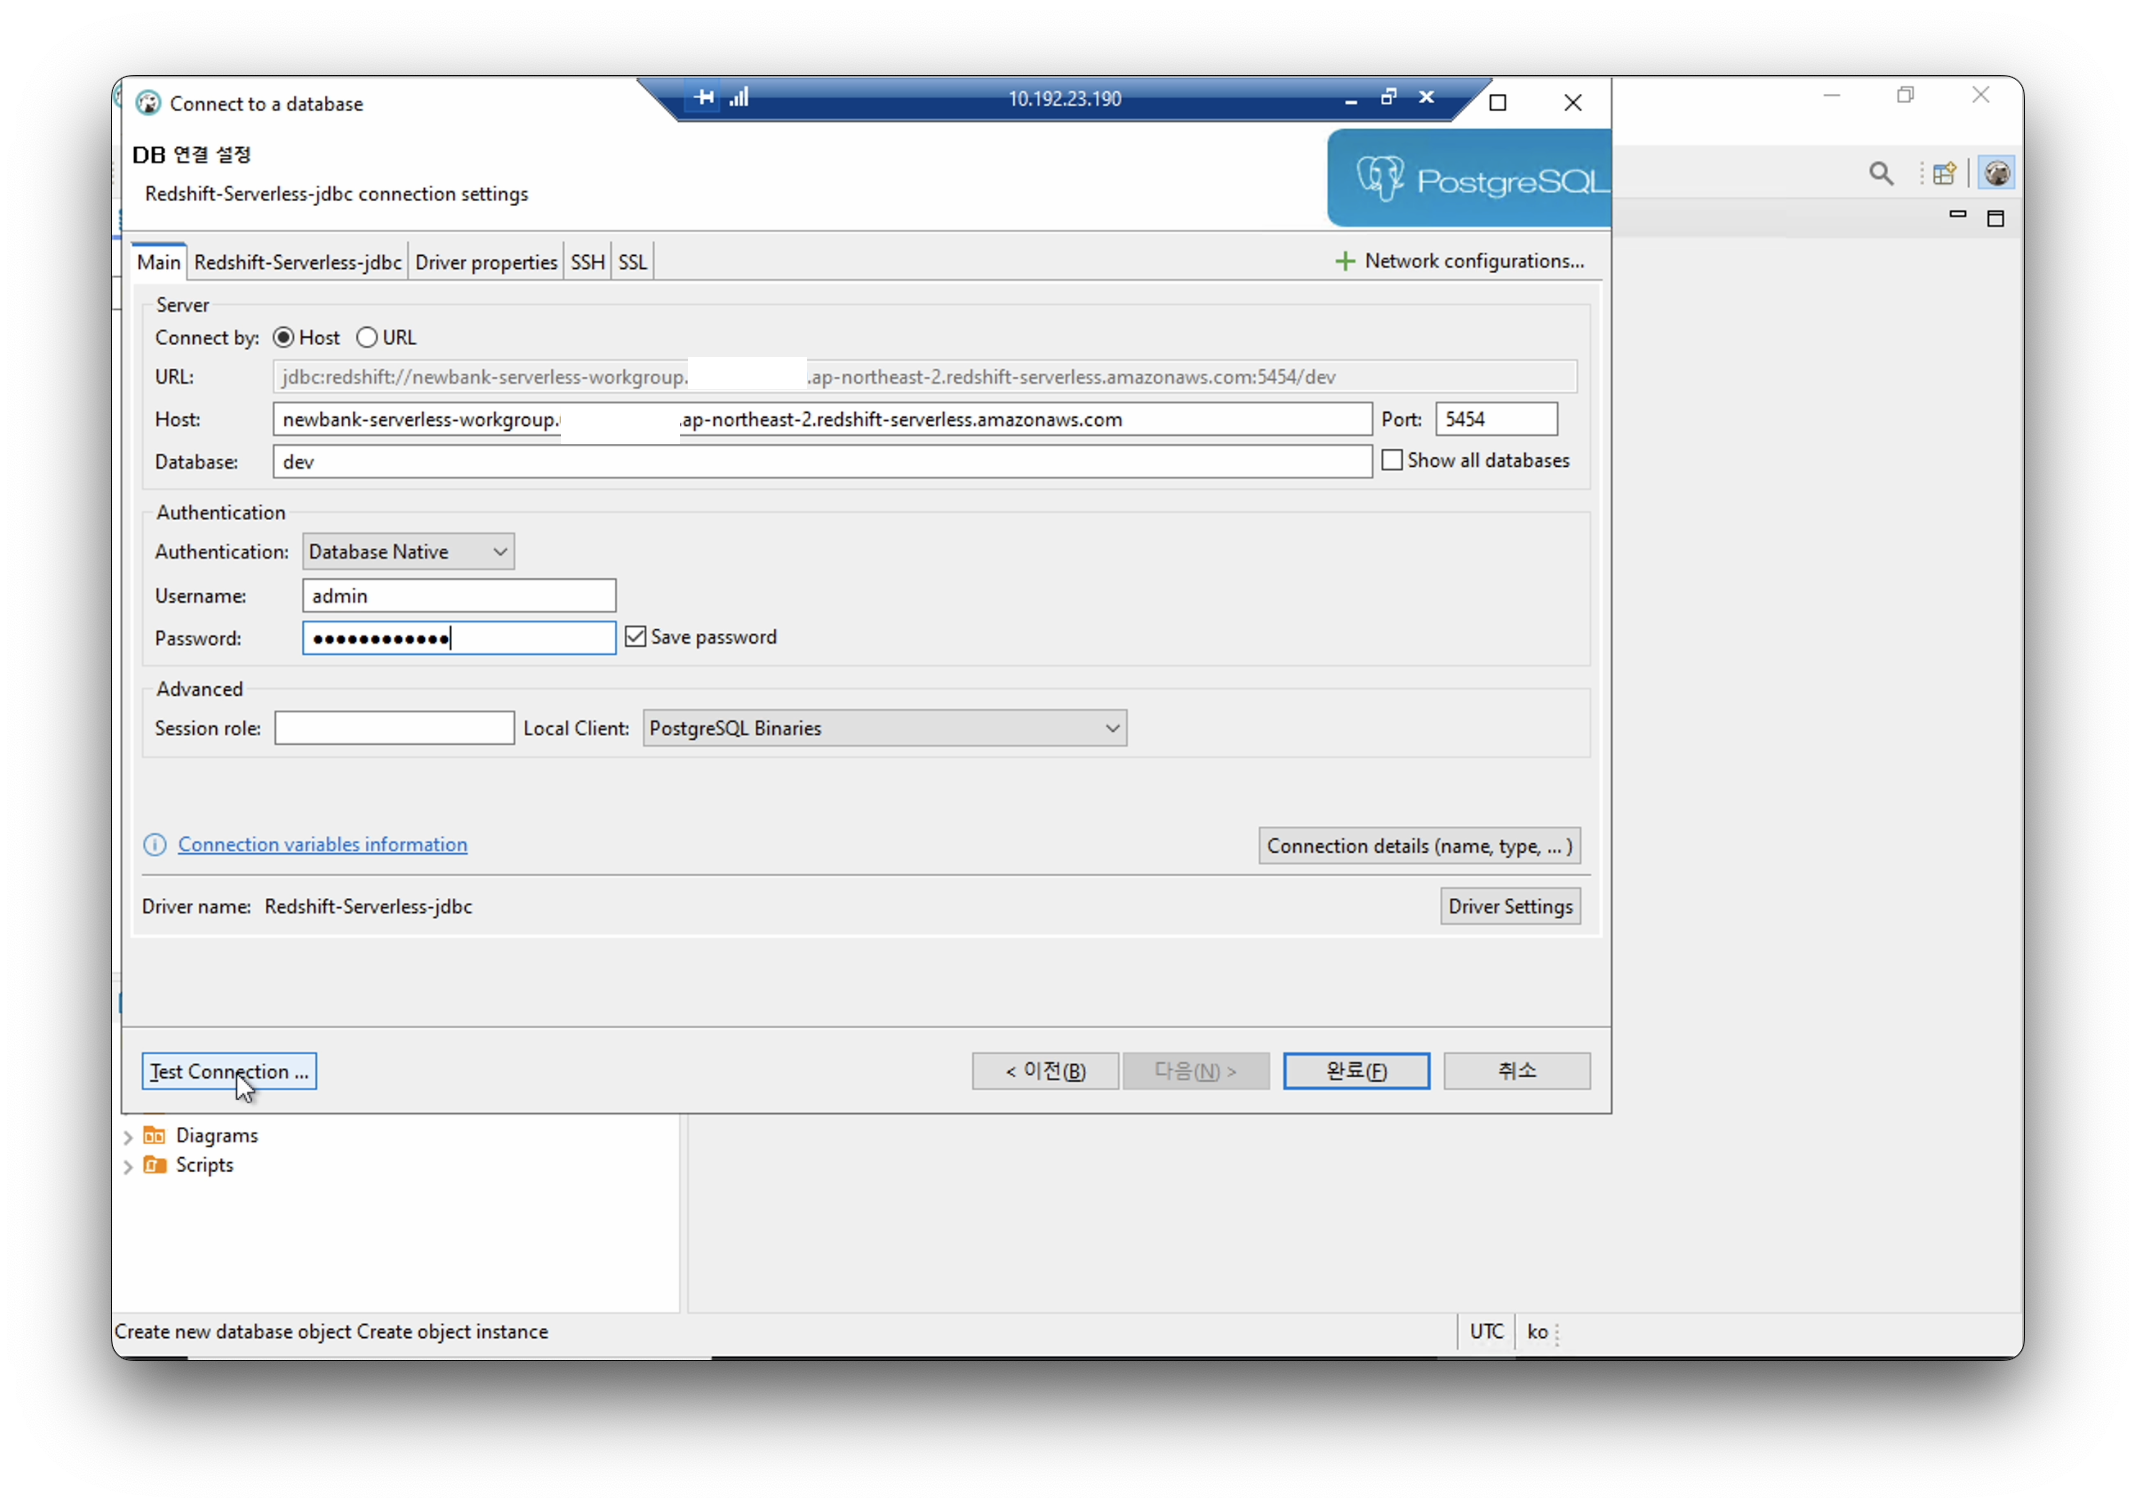 Connect to a database
10.192.23.190
DB 연결 설정
Redshift-Serverless-jdbc connection settings
PostgreSQL
Main Redshift-Serverless-jdbc Driver properties SSH SSL
Network configurations...
Server
Connect by: Host URL
URL: jdbc:redshift://newbank-serverless-workgroup. .ap-northeast-2.redshift-serverless.amazonaws.com:5454/dev
Host: newbank-serverless-workgroup. .ap-northeast-2.redshift-serverless.amazonaws.com Port: 5454
Database: dev Show all databases
Authentication
Authentication: Database Native
Username: admin
Password: ●●●●●●●●●●●● Save password
Advanced
Session role: Local Client: PostgreSQL Binaries
Connection variables information Connection details (name, type, ... )
Driver name: Redshift-Serverless-jdbc Driver Settings
Test Connection ... < 이전(B) 다음(N) > 완료(F) 취소
Diagrams
Scripts
Create new database object Create object instance UTC ko